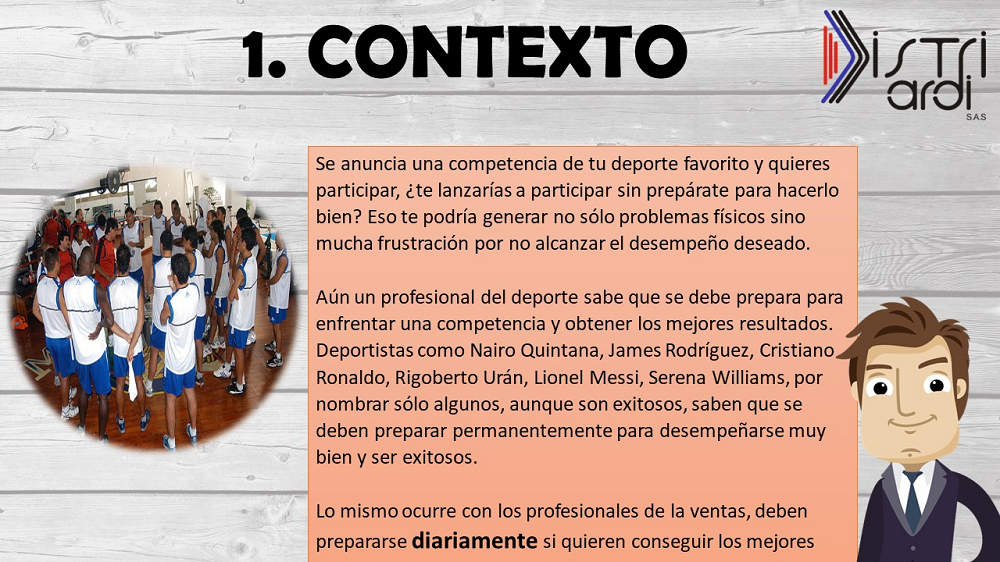 1. CONTEXTO
Distri
ardi
S.A.S
Se anuncia una competencia de tu deporte favorito y quieres
participar, ¿te lanzarías a participar sin prepárate para hacerlo
bien? Eso te podría generar no sólo problemas físicos sino
mucha frustración por no alcanzar el desempeño deseado.
Aún un profesional del deporte sabe que se debe prepara para
enfrentar una competencia y obtener los mejores resultados.
Deportistas como Nairo Quintana, James Rodríguez, Cristiano
Ronaldo, Rigoberto Urán, Lionel Messi, Serena Williams, por
nombrar sólo algunos, aunque son exitosos, saben que se
deben preparar permanentemente para desempeñarse muy
bien y ser exitosos.
Lo mismo ocurre con los profesionales de la ventas, deben
prepararse diariamente si quieren conseguir los mejores